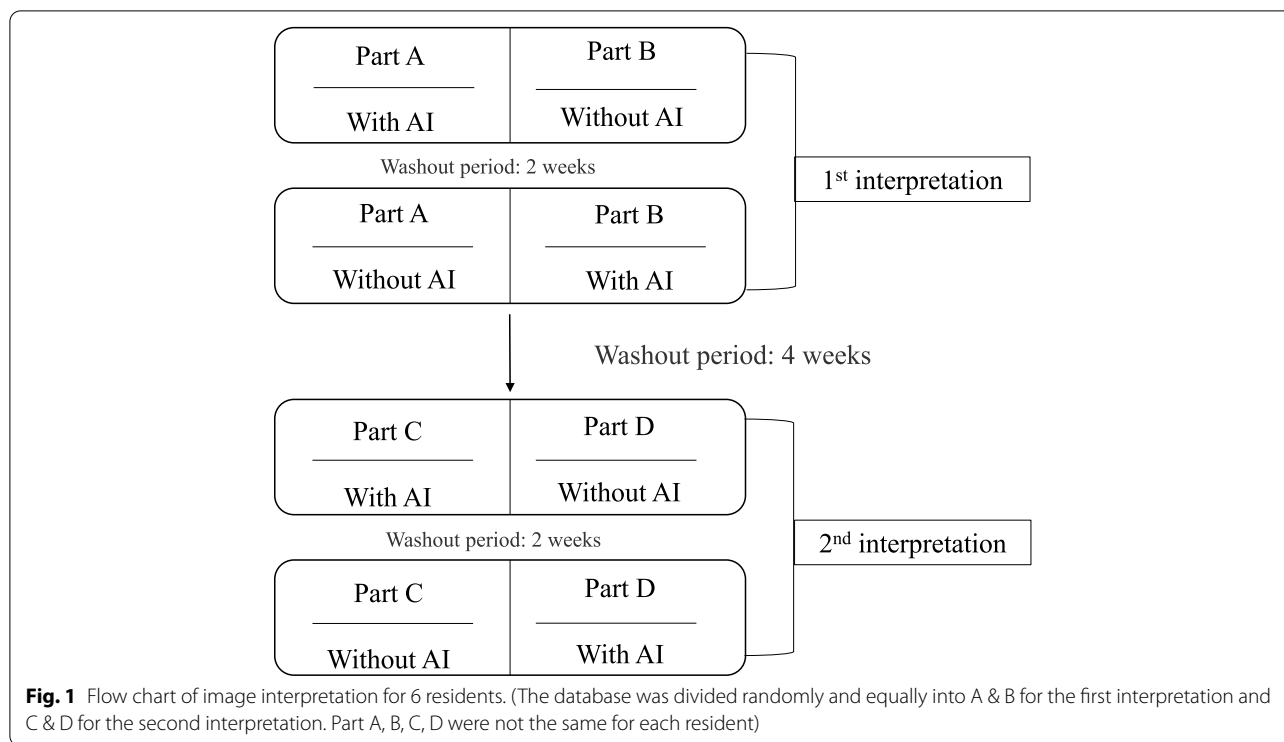 Part A
Part B
With AI
Without AI
Washout period: 2 weeks
1st interpretation
Part A
Part B
Without AI
With AI
Washout period: 4 weeks
Part C
Part D
With AI
Without AI
Washout period: 2 weeks
2nd interpretation
Part C
Part D
Without AI
With AI
Fig. 1 Flow chart of image interpretation for 6 residents. (The database was divided randomly and equally into A & B for the first interpretation and
C & D for the second interpretation. Part A, B, C, D were not the same for each resident)